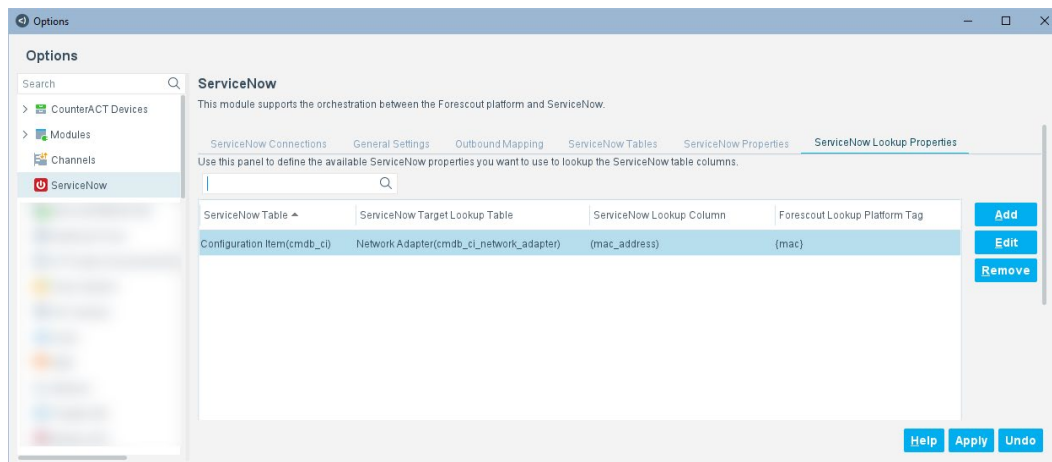 Options
Options
Search
CounterACT Devices
Modules
Channels
ServiceNow
ServiceNow
This module supports the orchestration between the Forescout platform and ServiceNow.
ServiceNow Connections General Settings Outbound Mapping ServiceNow Tables ServiceNow Properties ServiceNow Lookup Properties
Use this panel to define the available ServiceNow properties you want to use to lookup the ServiceNow table columns.
ServiceNow Table ServiceNow Target Lookup Table ServiceNow Lookup Column Forescout Lookup Platform Tag
Configuration Item(cmdb_ci) Network Adapter(cmdb_ci_network_adapter) (mac_address) {mac}
Add
Edit
Remove
Help Apply Undo